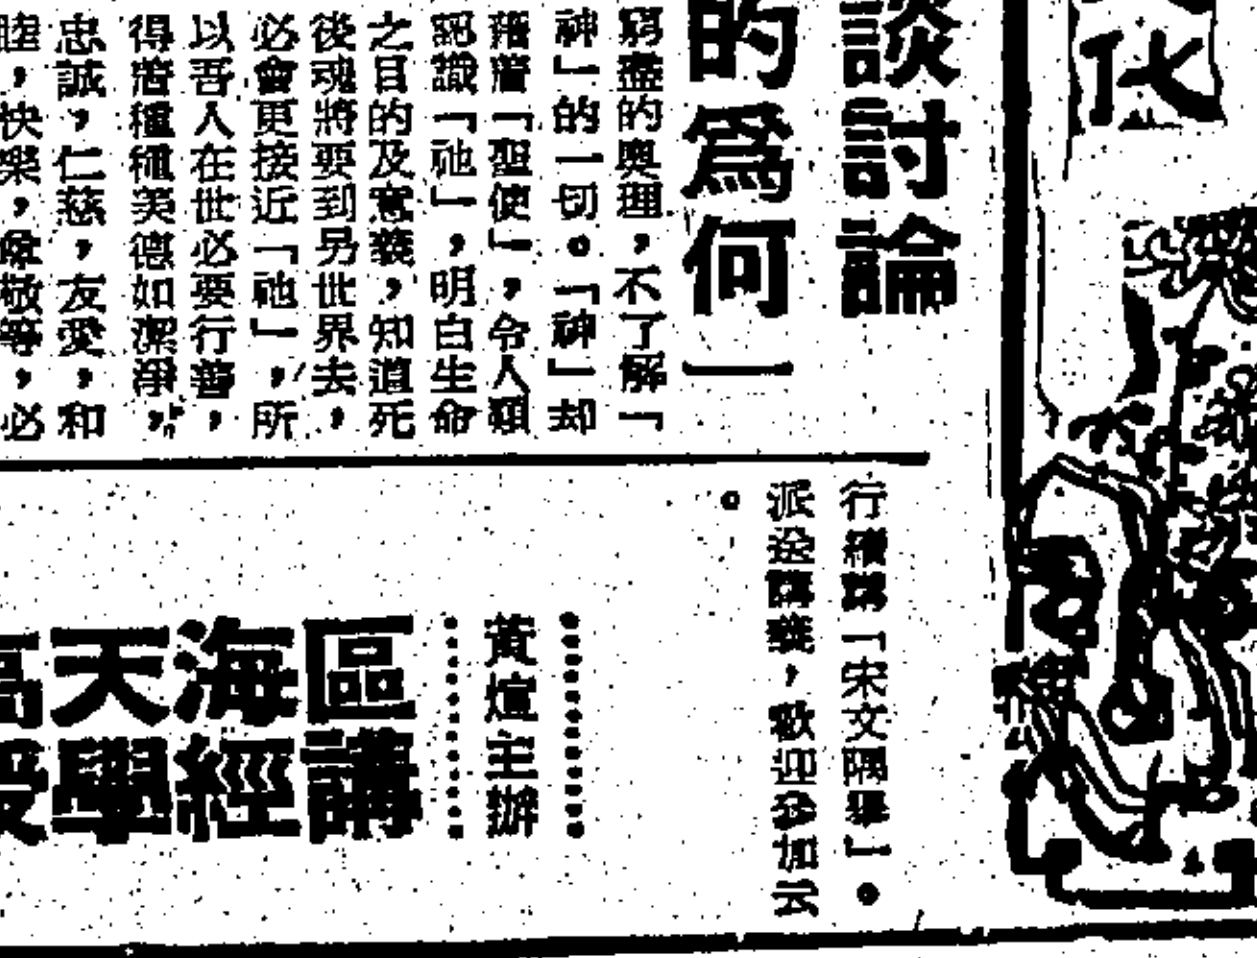 化
談討論
的爲何—
窮盡的奧理,不了解「
神」的一切。「神」却
藉着「聖使」,令人類
認識「祂」,明白生命
之目的及意義,知道死
後魂將要到另世界去,
必會更接近「祂」,所
以吾人在世必要行善,
得着種種美德如潔淨,
忠誠,仁慈,友愛,和
睦,快樂,敬等,必
行續講「宋文隅舉」。
派送講義,歡迎參加云
。
黃煊主辦
區海天高
講經學授